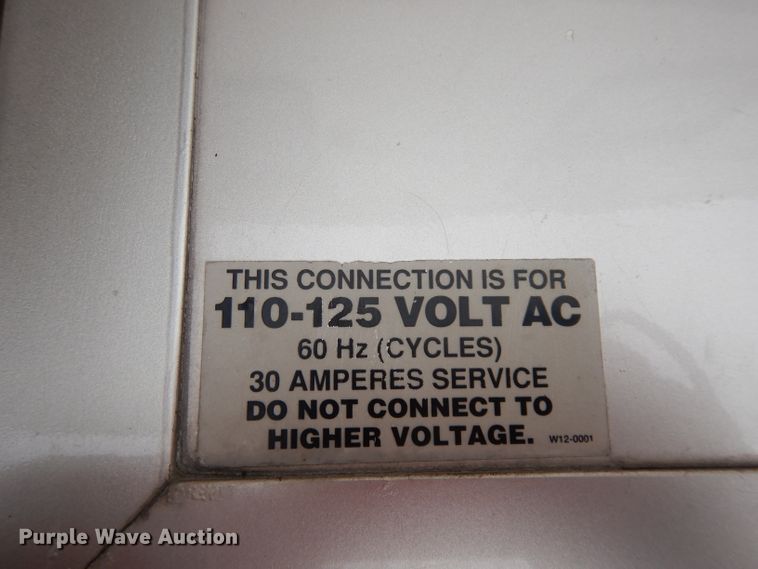 THIS CONNECTION IS FOR
110-125 VOLT AC
60 Hz (CYCLES)
30 AMPERES SERVICE
DO NOT CONNECT TO
HIGHER VOLTAGE. W12-0001
Purple Wave Auction